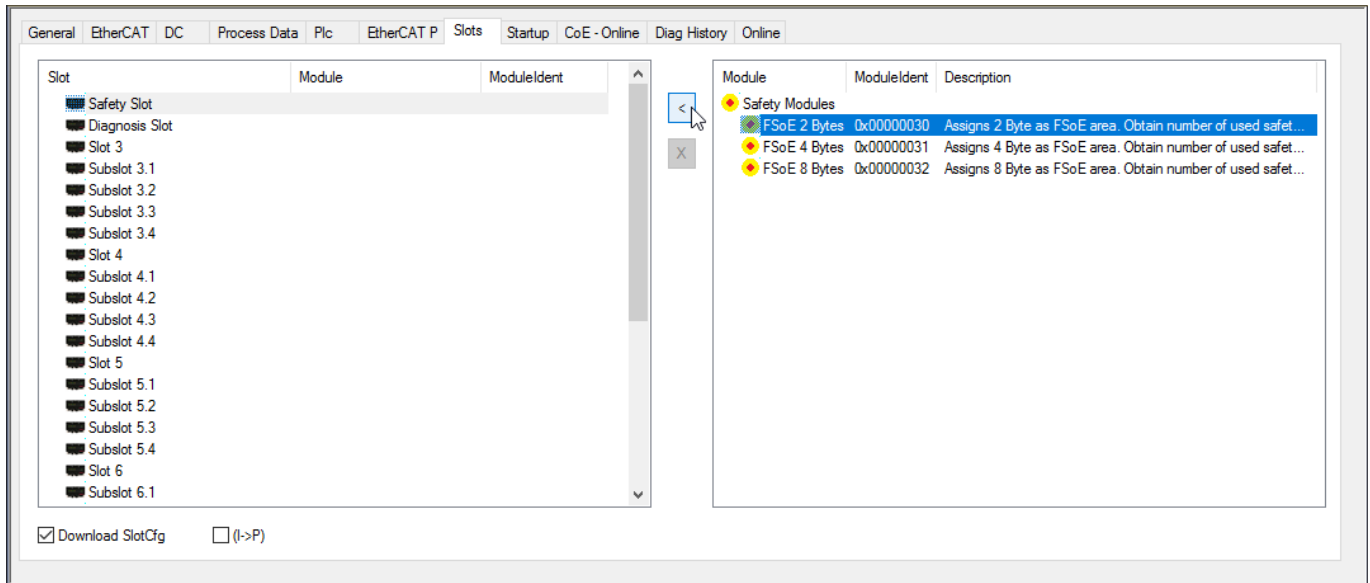 General EtherCAT DC Process Data Plc EtherCAT P Slots Startup CoE - Online Diag History Online
Slot Module ModuleIdent
Safety Slot
Diagnosis Slot
Slot 3
Subslot 3.1
Subslot 3.2
Subslot 3.3
Subslot 3.4
Slot 4
Subslot 4.1
Subslot 4.2
Subslot 4.3
Subslot 4.4
Slot 5
Subslot 5.1
Subslot 5.2
Subslot 5.3
Subslot 5.4
Slot 6
Subslot 6.1
<
X
Module ModuleIdent Description
Safety Modules
FSoE 2 Bytes 0x00000030 Assigns 2 Byte as FSoE area. Obtain number of used safet...
FSoE 4 Bytes 0x00000031 Assigns 4 Byte as FSoE area. Obtain number of used safet...
FSoE 8 Bytes 0x00000032 Assigns 8 Byte as FSoE area. Obtain number of used safet...
Download SlotCfg (I->P)